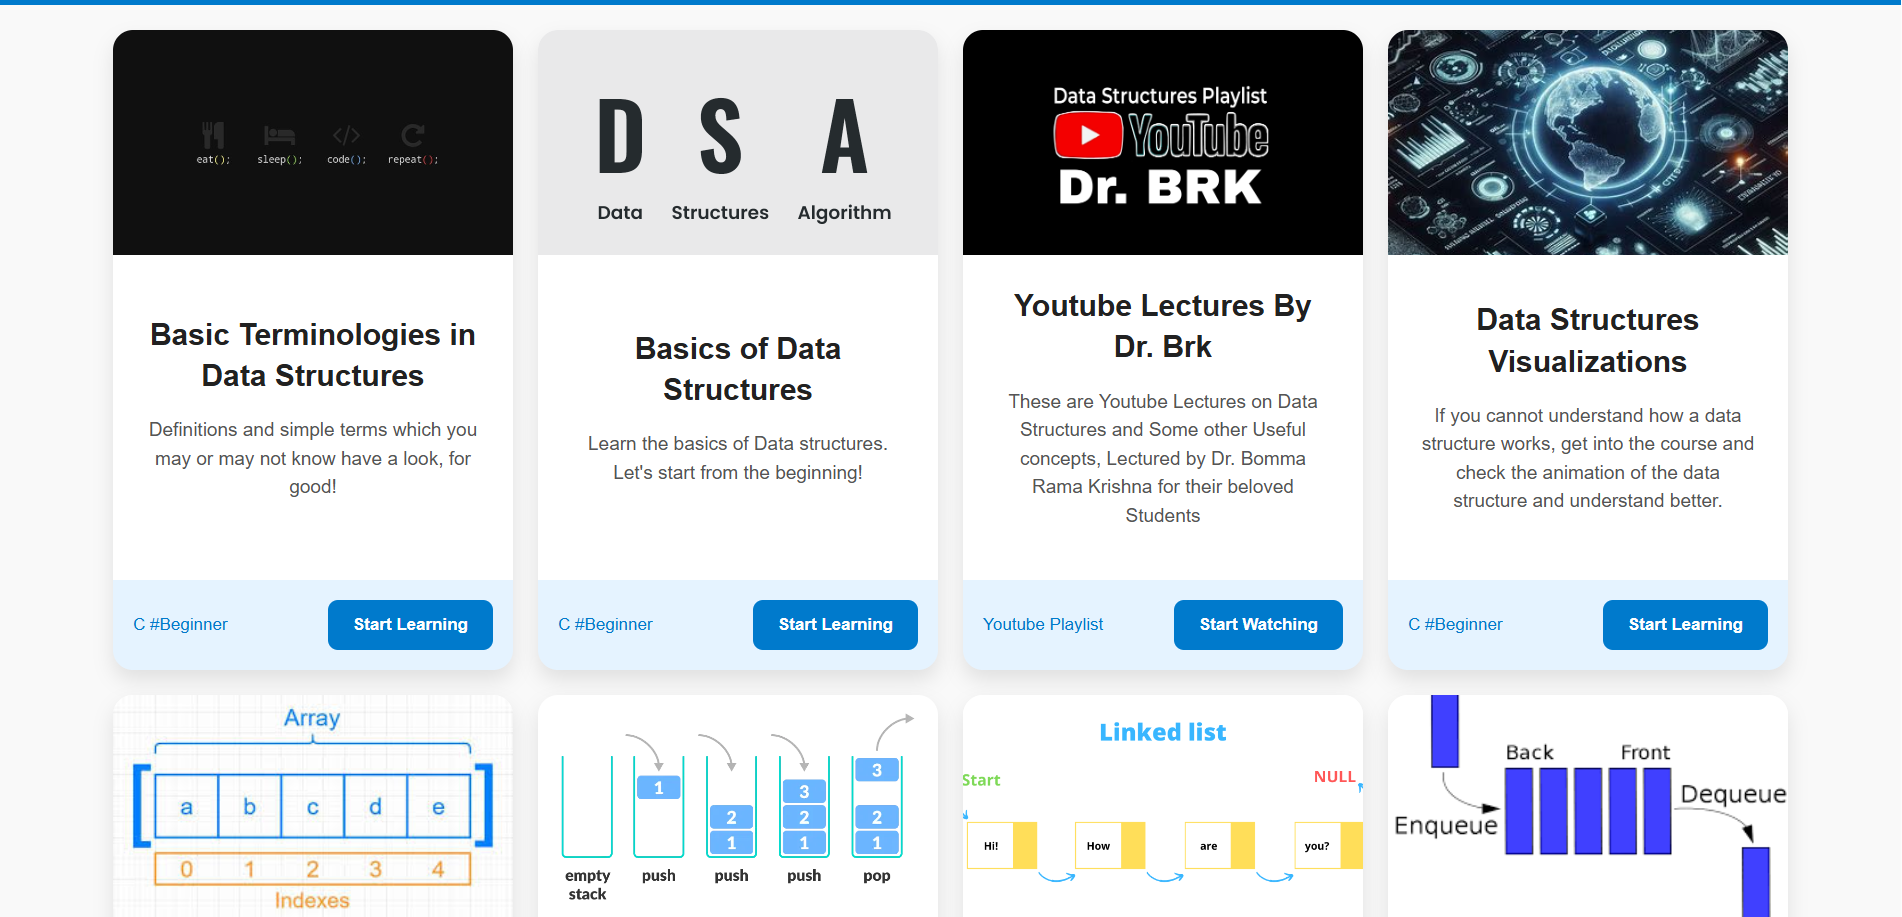 eat(); sleep(); code(); repeat();
D S A
Data Structures Algorithm
Data Structures Playlist
YouTube
Dr. BRK
Basic Terminologies in
Data Structures
Definitions and simple terms which you
may or may not know have a look, for
good!
C #Beginner
Start Learning
Basics of Data
Structures
Learn the basics of Data structures.
Let's start from the beginning!
C #Beginner
Start Learning
Youtube Lectures By
Dr. Brk
These are Youtube Lectures on Data
Structures and Some other Useful
concepts, Lectured by Dr. Bomma
Rama Krishna for their beloved
Students
Youtube Playlist
Start Watching
Data Structures
Visualizations
If you cannot understand how a data
structure works, get into the course and
check the animation of the data
structure and understand better.
C #Beginner
Start Learning
Array
[ a b c d e ]
0 1 2 3 4
Indexes
1
2
1
3
2
1
3
2
1
empty
stack
push
push
push
pop
Linked list
Start
NULL
Hi! How are you?
Back Front
Enqueue
Dequeue